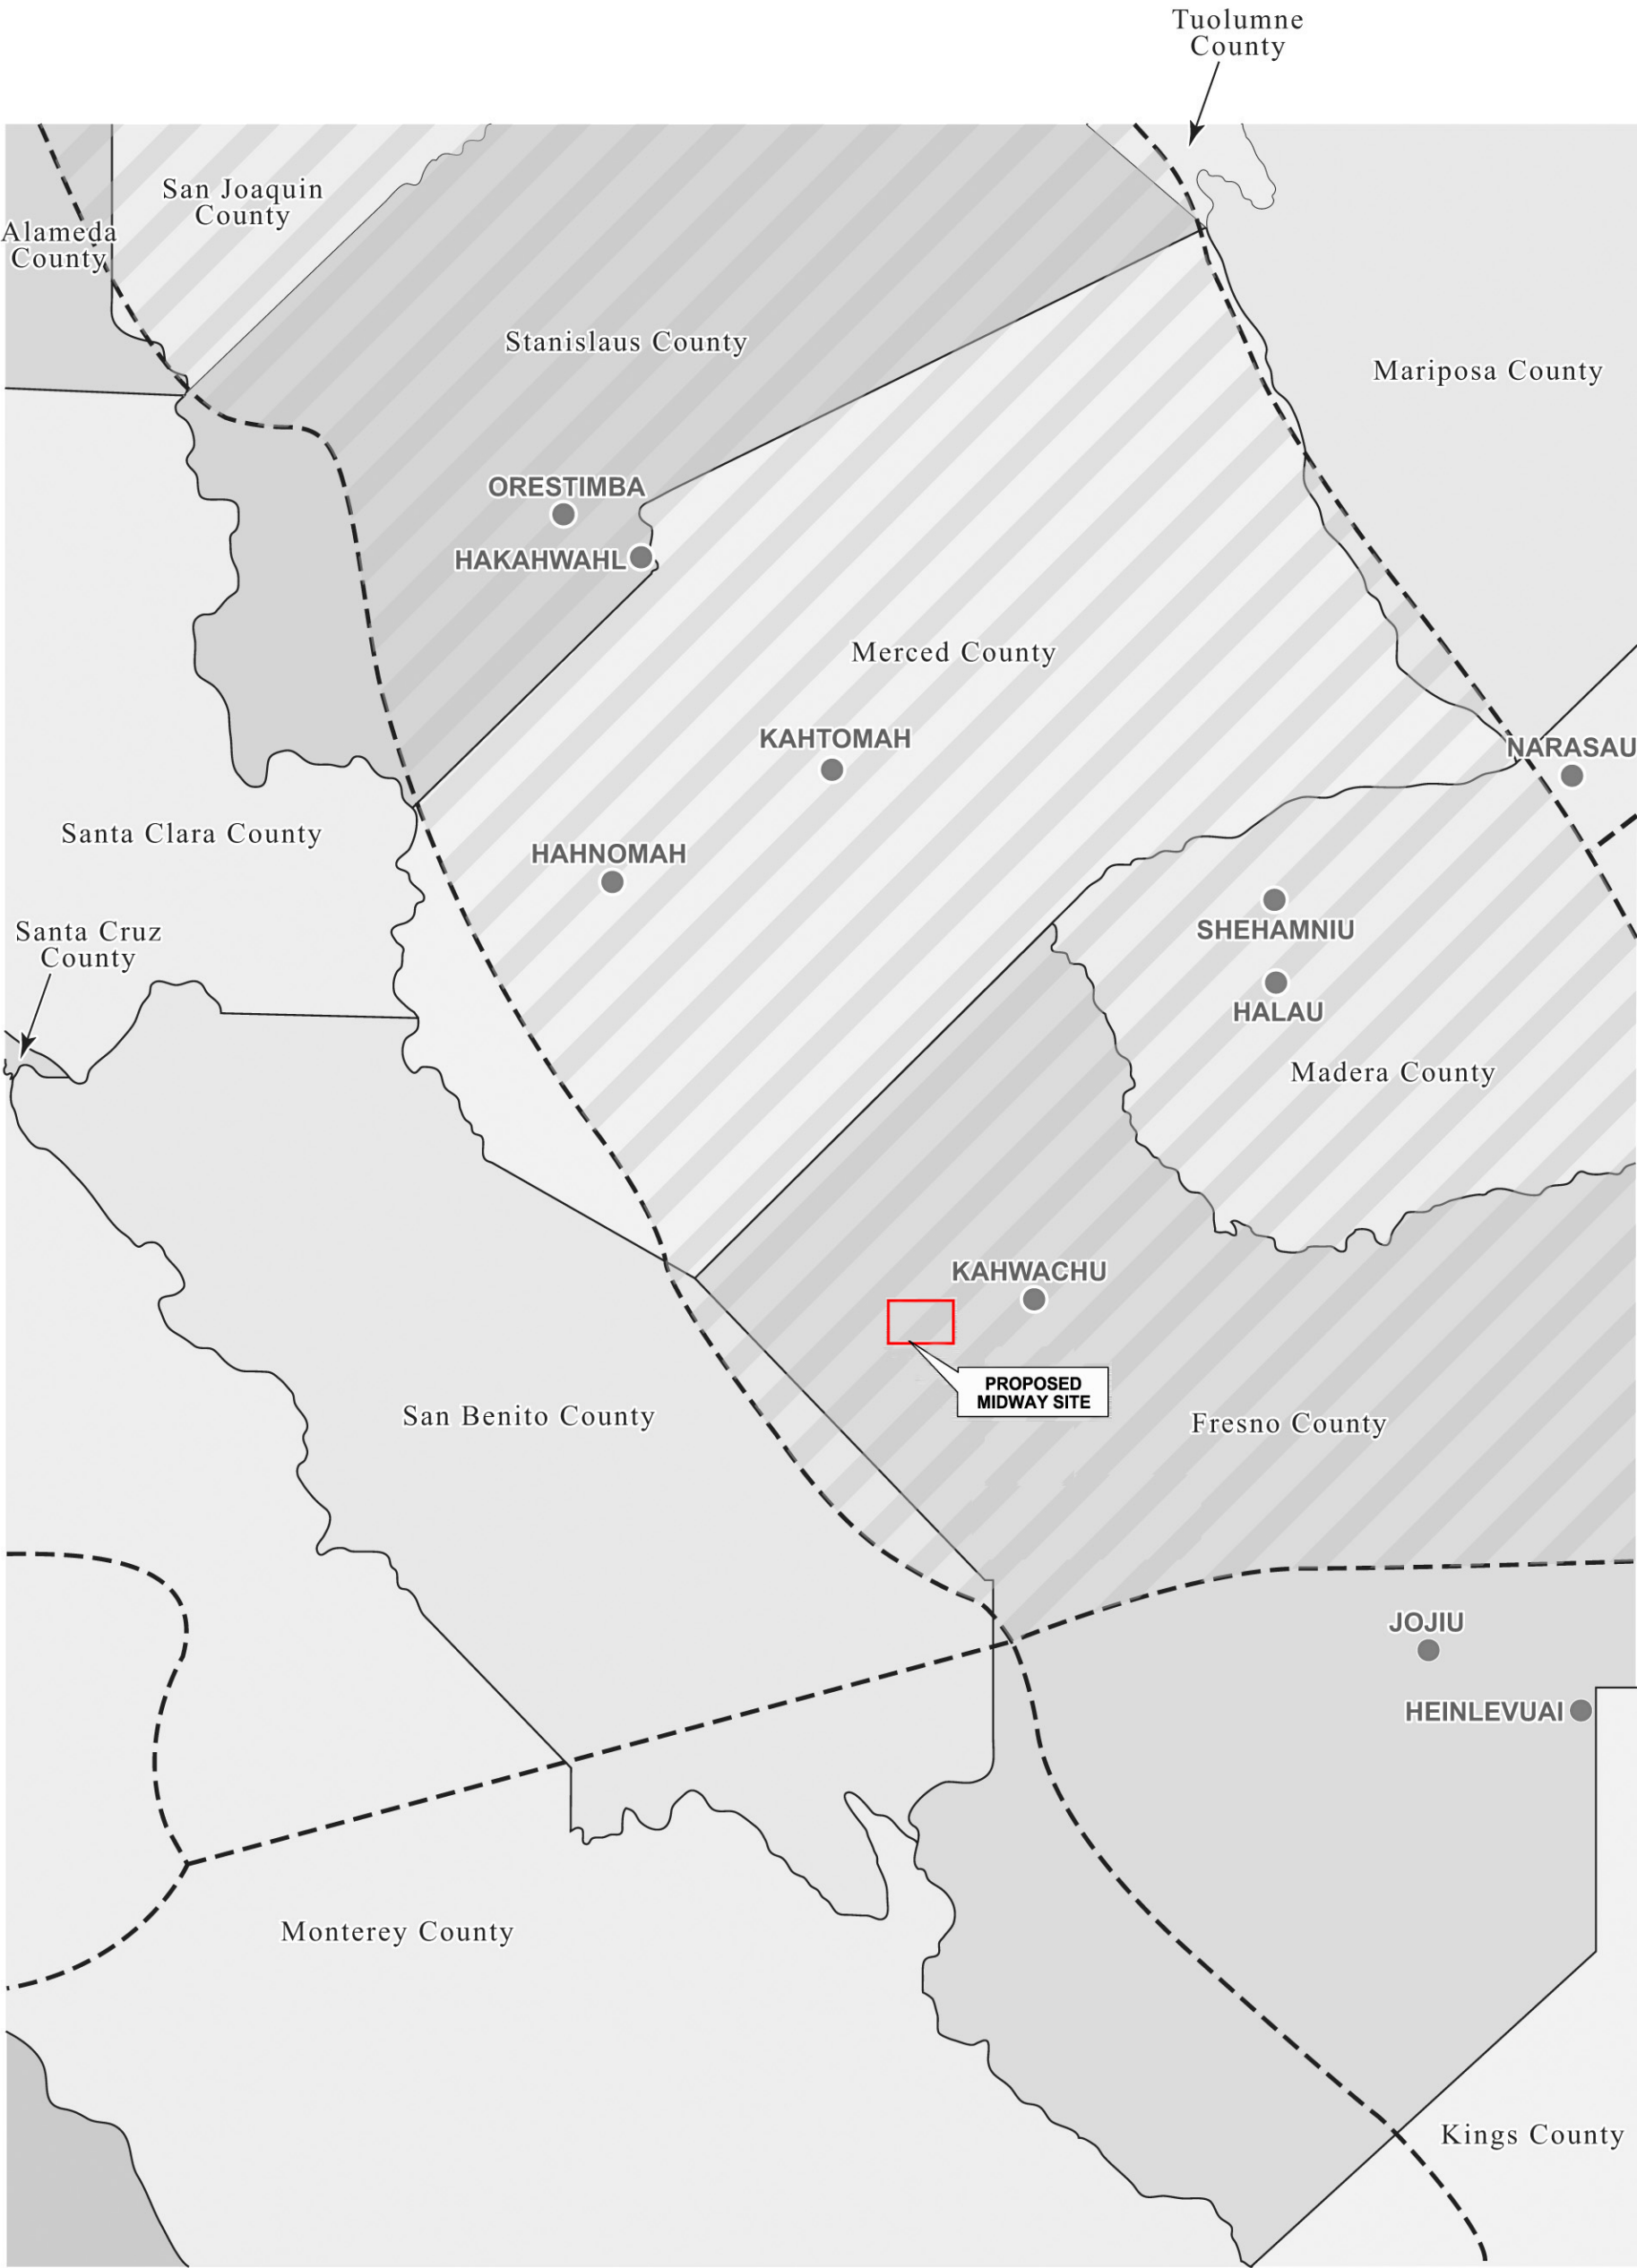 Tuolumne
County
San Joaquin
County
Alameda
County
Stanislaus County
Mariposa County
ORESTIMBA
HAKAHWAHL
Merced County
KAHTOMAH
NARASAU
Santa Clara County
HAHNOMAH
SHEHAMNIU
Santa Cruz
County
HALAU
Madera County
KAHWACHU
PROPOSED
MIDWAY SITE
San Benito County
Fresno County
JOJIU
HEINLEVUAI
Monterey County
Kings County